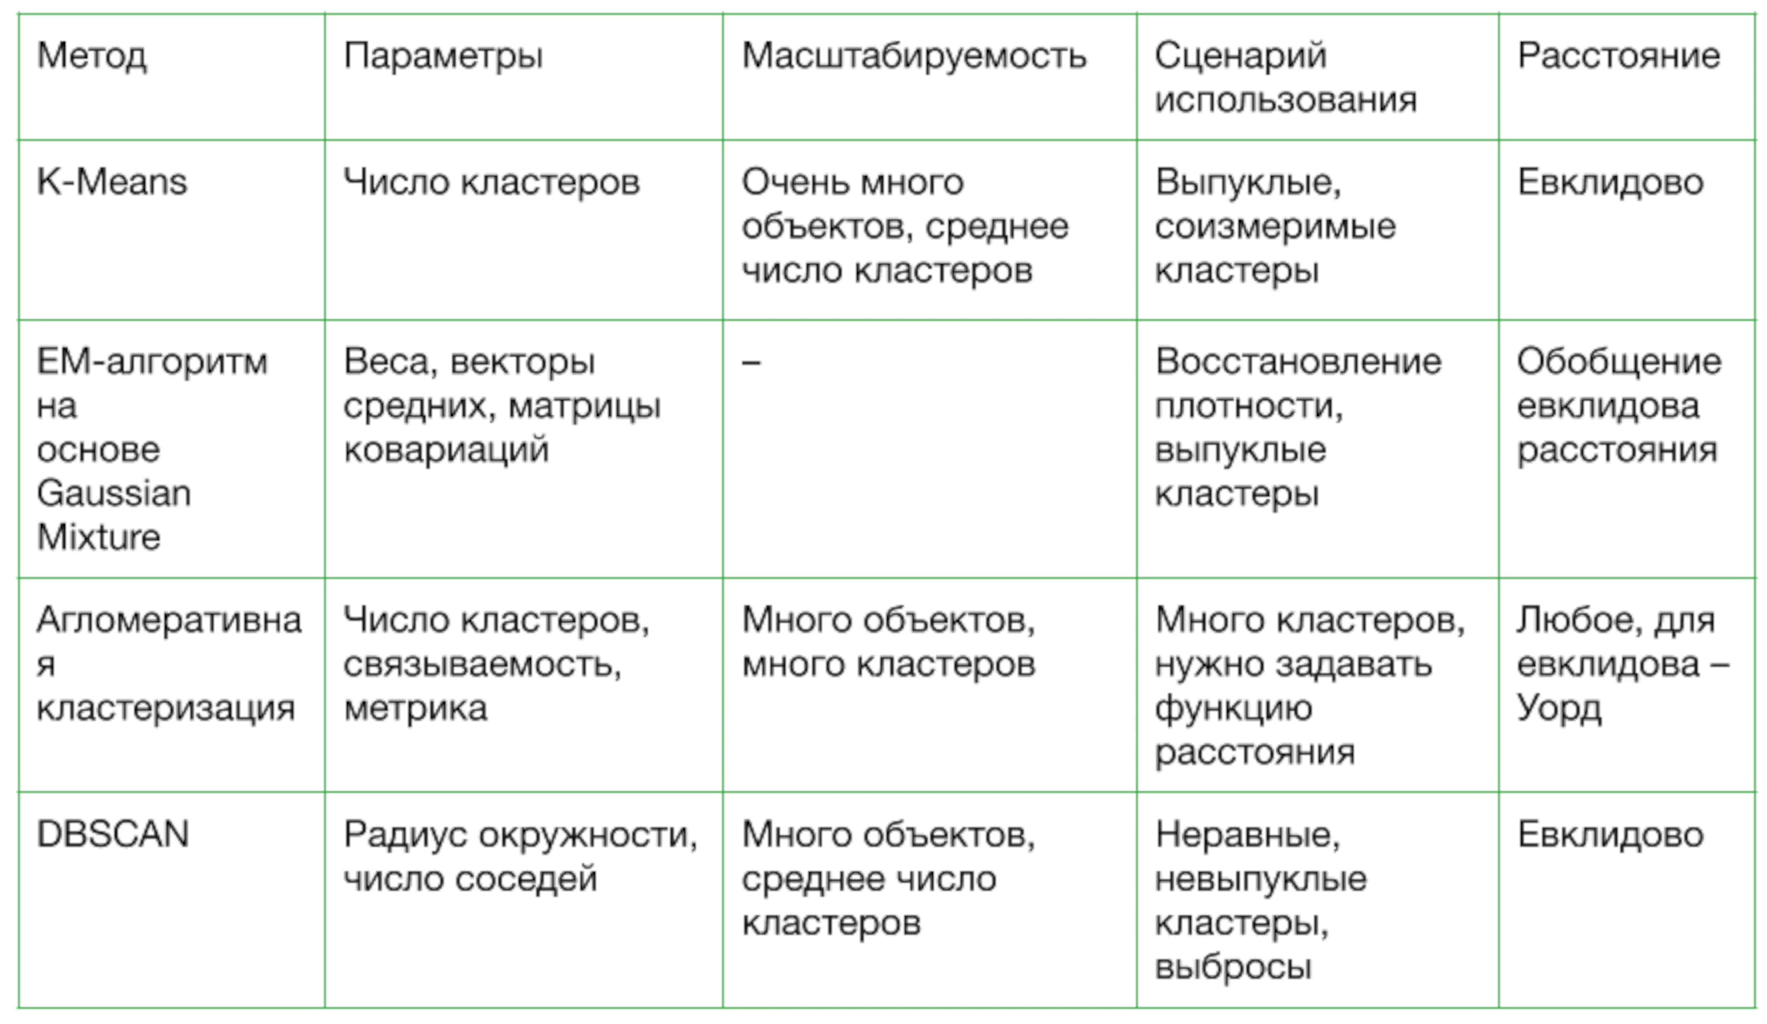 Метод
Параметры
Масштабируемость
Сценарий
использования
Расстояние
K-Means
Число кластеров
Очень много
объектов, среднее
число кластеров
Выпуклые,
соизмеримые
кластеры
Евклидово
EM-алгоритм
на
основе
Gaussian
Mixture
Веса, векторы
средних, матрицы
ковариаций
–
Восстановление
плотности,
выпуклые
кластеры
Обобщение
евклидова
расстояния
Агломеративна
я
кластеризация
Число кластеров,
связываемость,
метрика
Много объектов,
много кластеров
Много кластеров,
нужно задавать
функцию
расстояния
Любое, для
евклидова –
Уорд
DBSCAN
Радиус окружности,
число соседей
Много объектов,
среднее число
кластеров
Неравные,
невыпуклые
кластеры,
выбросы
Евклидово